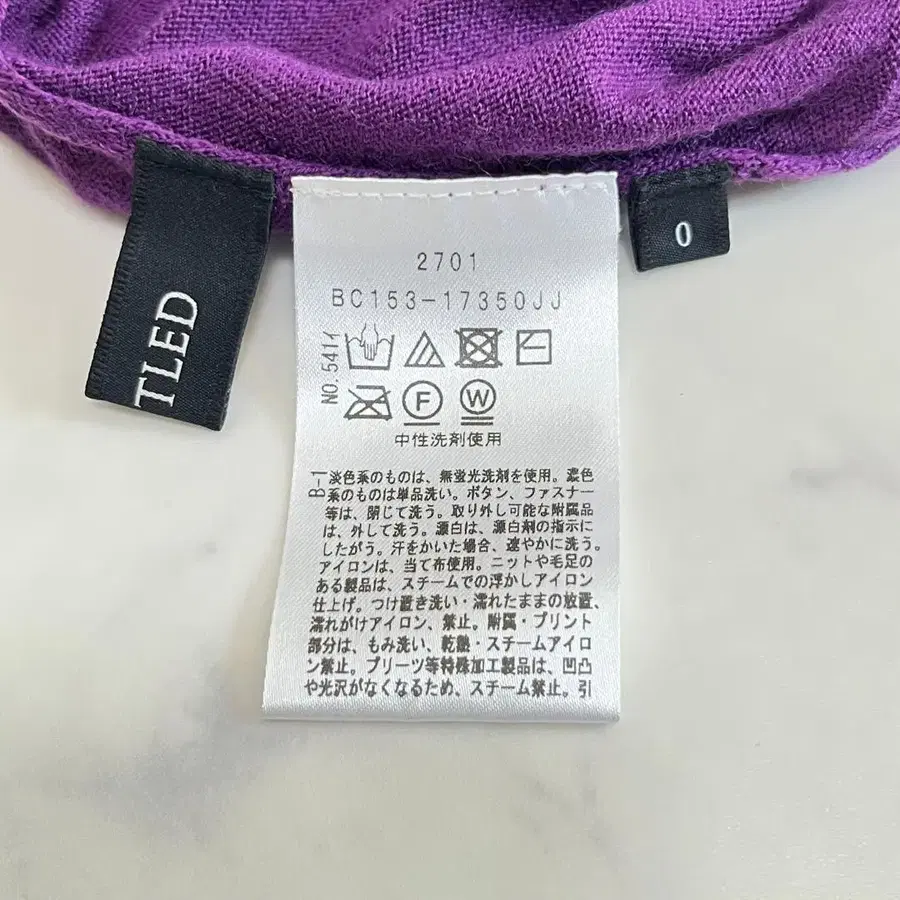 TLED
2701
BC153-17350JJ
0
NO.541イ
F
W
中性洗剤使用
B-1
淡色系のものは、無蛍光洗剤を使用。濃色
系のものは単品洗い。ボタン、ファスナー
等は、閉じて洗う。取り外し可能な附属品
は、外して洗う。漂白は、漂白剤の指示に
したがう。汗をかいた場合、速やかに洗う。
アイロンは、当て布使用。ニットや毛足の
ある製品は、スチームでの浮かしアイロン
仕上げ。つけ置き洗い・濡れたままの放置、
濡れがけアイロン、禁止。附属・プリント
部分は、もみ洗い、乾熱・スチームアイロ
ン禁止。プリーツ等特殊加工製品は、凹凸
や光沢がなくなるため、スチーム禁止。引